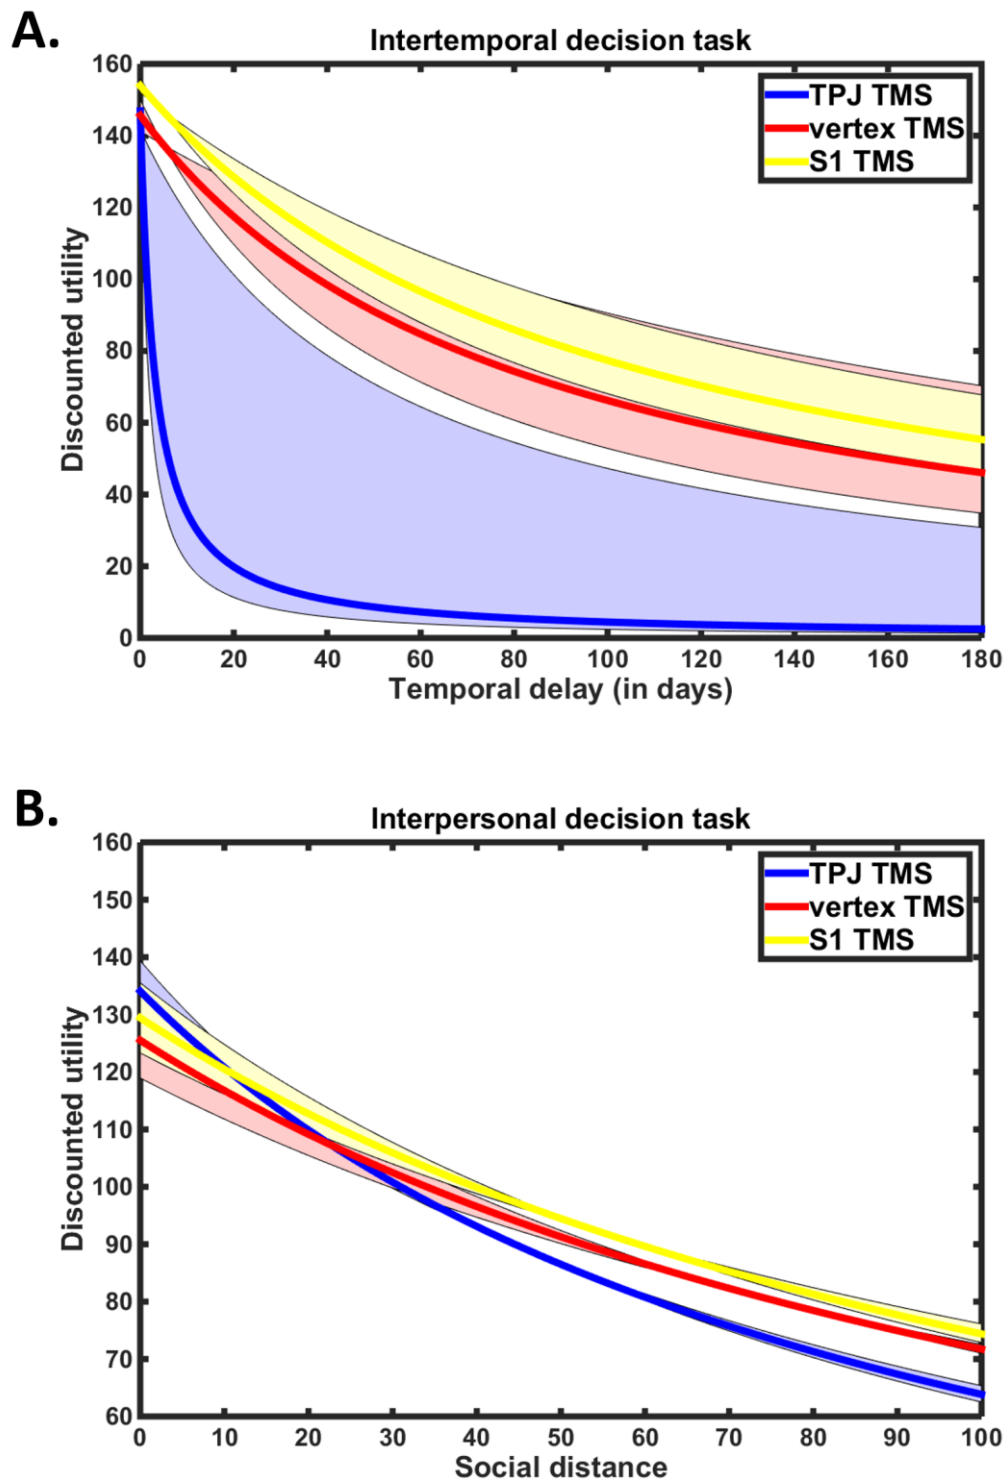 A.
Intertemporal decision task
160
140
120
100
80
60
40
20
0
Discounted utility
TPJ TMS
vertex TMS
S1 TMS
0 20 40 60 80 100 120 140 160 180
Temporal delay (in days)
B.
Interpersonal decision task
160
150
140
130
120
110
100
90
80
70
60
Discounted utility
TPJ TMS
vertex TMS
S1 TMS
0 10 20 30 40 50 60 70 80 90 100
Social distance